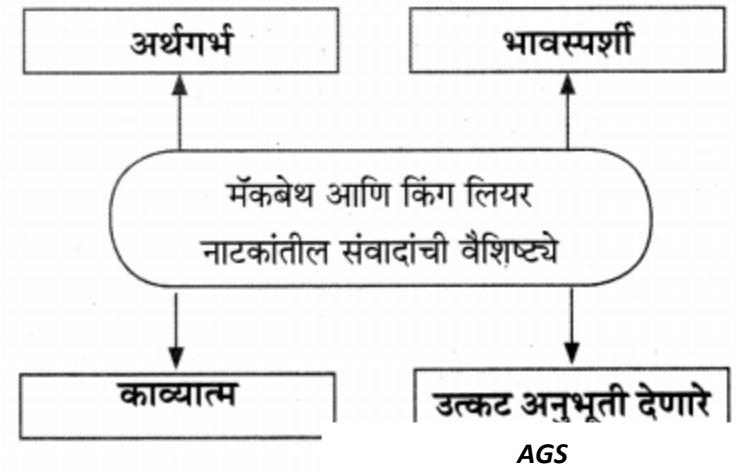 अर्थगर्भ
भावस्पर्शी
मॅकबेथ आणि किंग लियर
नाटकांतील संवादांची वैशिष्ट्ये
काव्यात्म
उत्कट अनुभूती देणारे
AGS